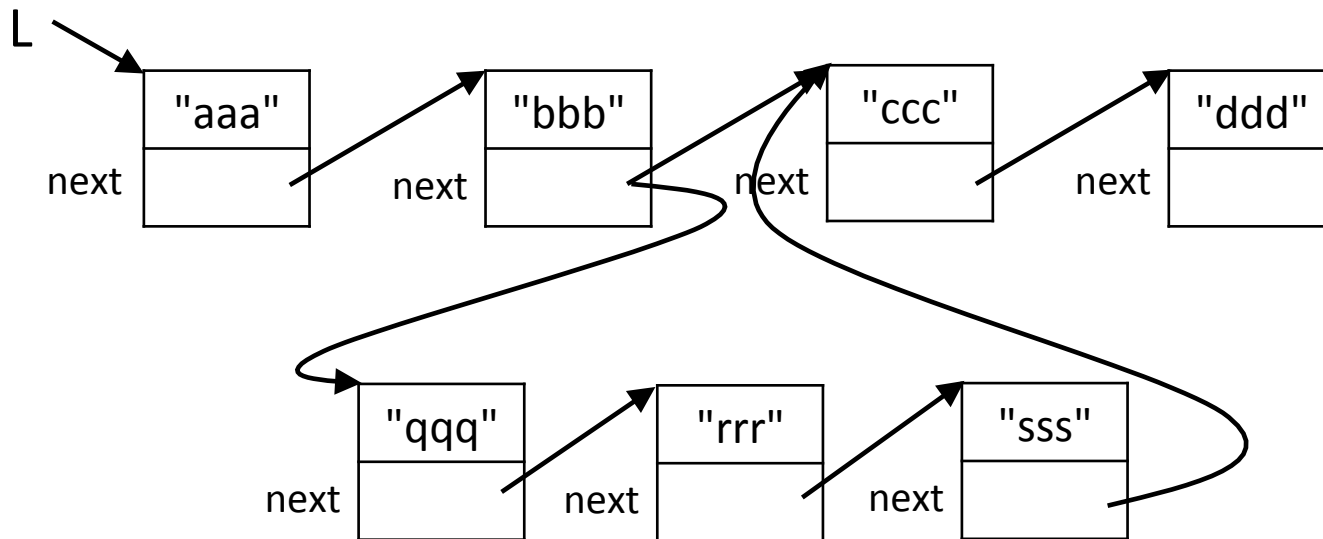 L
"aaa" "bbb" "ccc" "ddd"
next next next next
"qqq" "rrr" "sss"
next next next